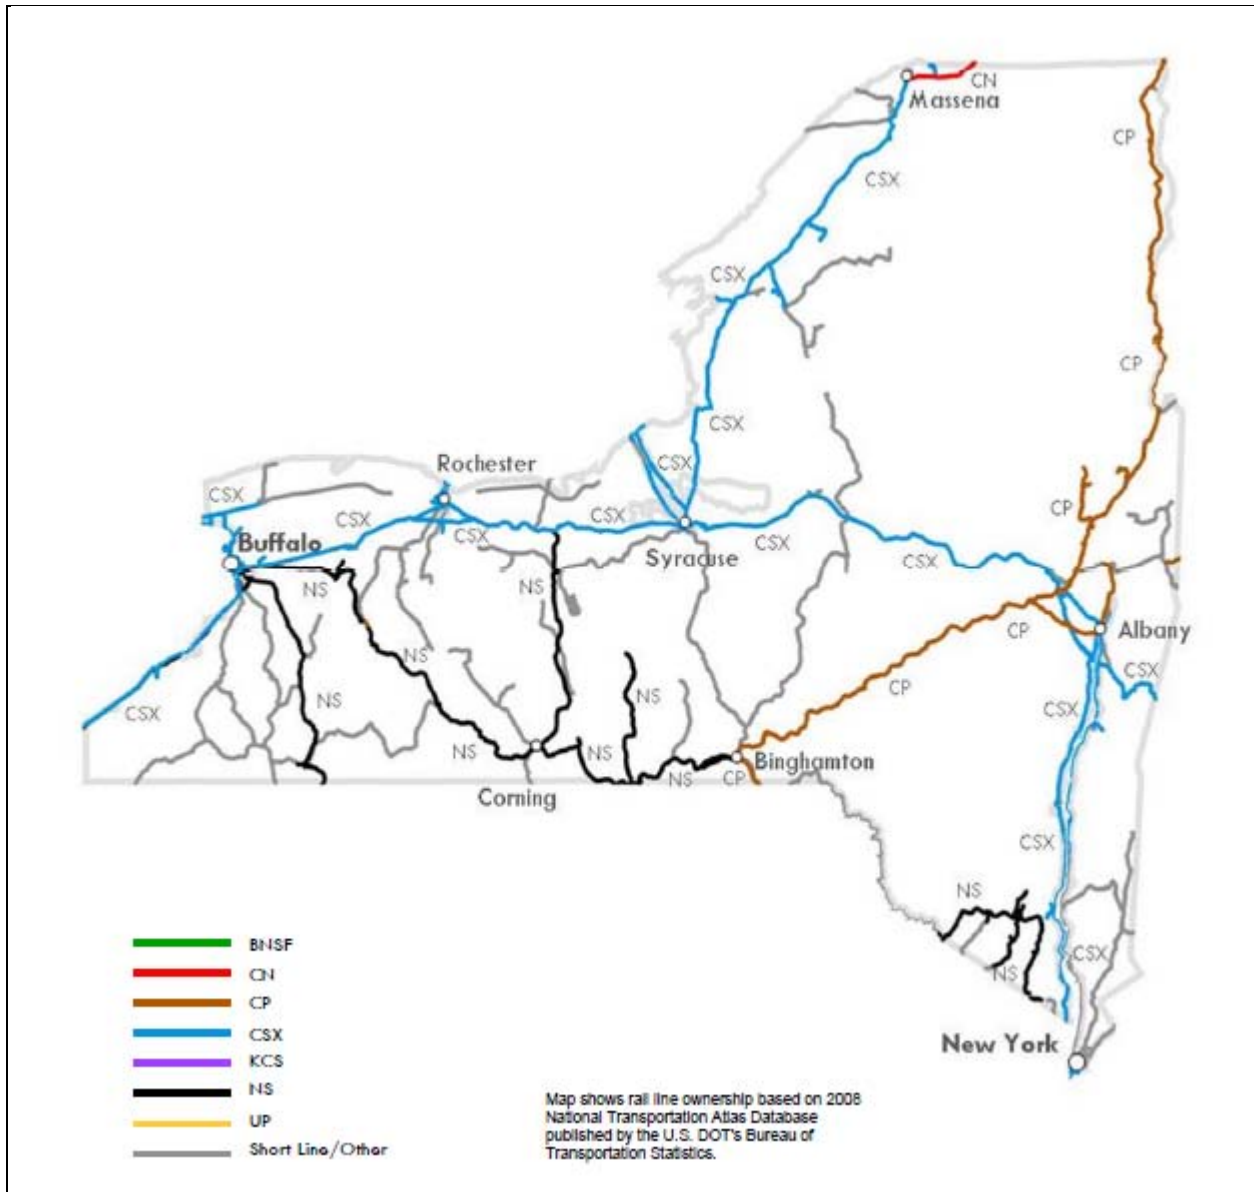 CN
Massena
CP
CSX
CSX
CP
CSX
Rochester
CSX
CSX
CSX
CSX
CSX
CP
Buffalo
CSX
Syracuse
CSX
NS
NS
CP
Albany
NS
CSX
CP
NS
NS
CSX
CSX
NS
NS
NS
CP
Binghamton
Corning
CSX
NS
CSX
NS
New York
BNSF
CN
CP
CSX
KCS
NS
UP
Short Line/Other
Map shows rail line ownership based on 2008
National Transportation Atlas Database
published by the U.S. DOT's Bureau of
Transportation Statistics.